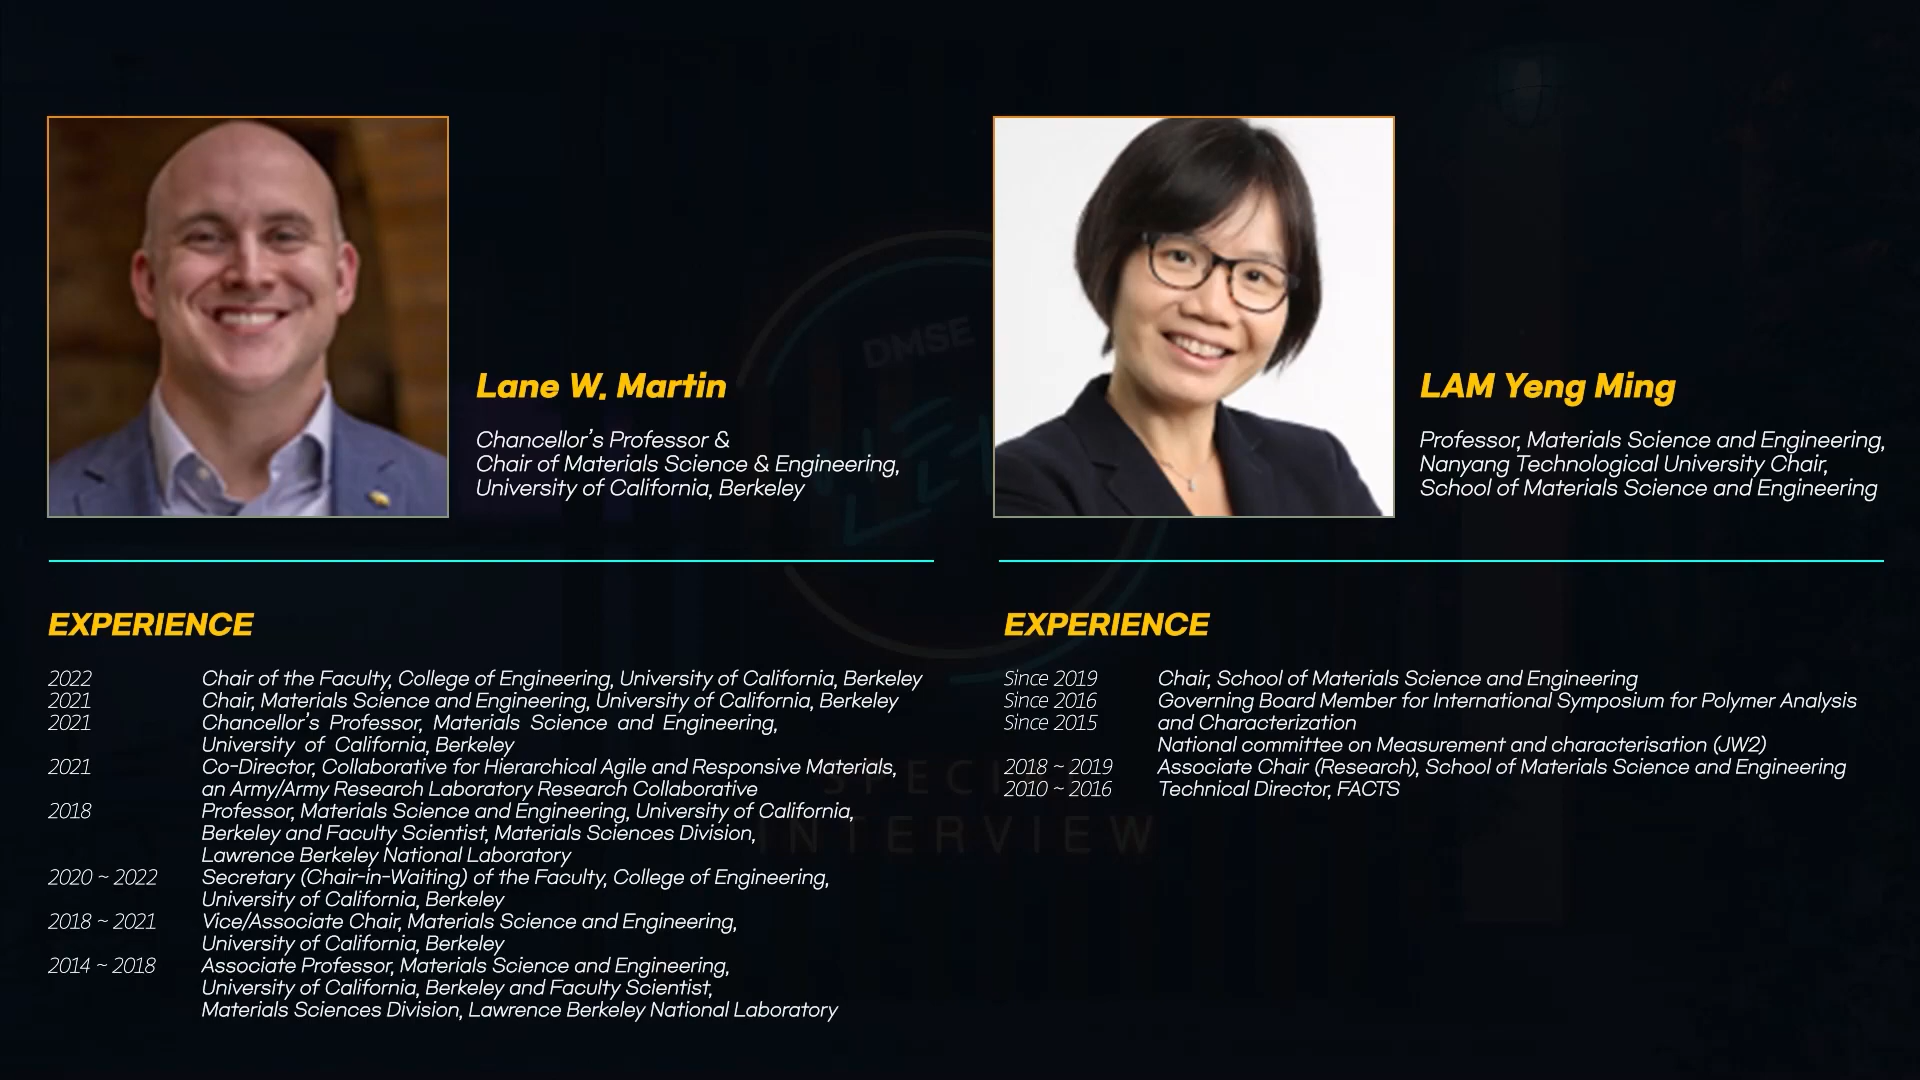 Lane W. Martin
Chancellor's Professor &
Chair of Materials Science & Engineering,
University of California, Berkeley
EXPERIENCE
2022 Chair of the Faculty, College of Engineering, University of California, Berkeley
2021 Chair, Materials Science and Engineering, University of California, Berkeley
2021 Chancellor's Professor, Materials Science and Engineering,
University of California, Berkeley
2021 Co-Director, Collaborative for Hierarchical Agile and Responsive Materials,
an Army/Army Research Laboratory Research Collaborative
2018 Professor, Materials Science and Engineering, University of California,
Berkeley and Faculty Scientist, Materials Sciences Division,
Lawrence Berkeley National Laboratory
2020 ~ 2022 Secretary (Chair-in-Waiting) of the Faculty, College of Engineering,
University of California, Berkeley
2018 ~ 2021 Vice/Associate Chair, Materials Science and Engineering,
University of California, Berkeley
2014 ~ 2018 Associate Professor, Materials Science and Engineering,
University of California, Berkeley and Faculty Scientist,
Materials Sciences Division, Lawrence Berkeley National Laboratory
LAM Yeng Ming
Professor, Materials Science and Engineering,
Nanyang Technological University Chair,
School of Materials Science and Engineering
EXPERIENCE
Since 2019 Chair, School of Materials Science and Engineering
Since 2016 Governing Board Member for International Symposium for Polymer Analysis
Since 2015 and Characterization
National committee on Measurement and characterisation (JW2)
2018 ~ 2019 Associate Chair (Research), School of Materials Science and Engineering
2010 ~ 2016 Technical Director, FACTS
DMSE
INTERVIEW